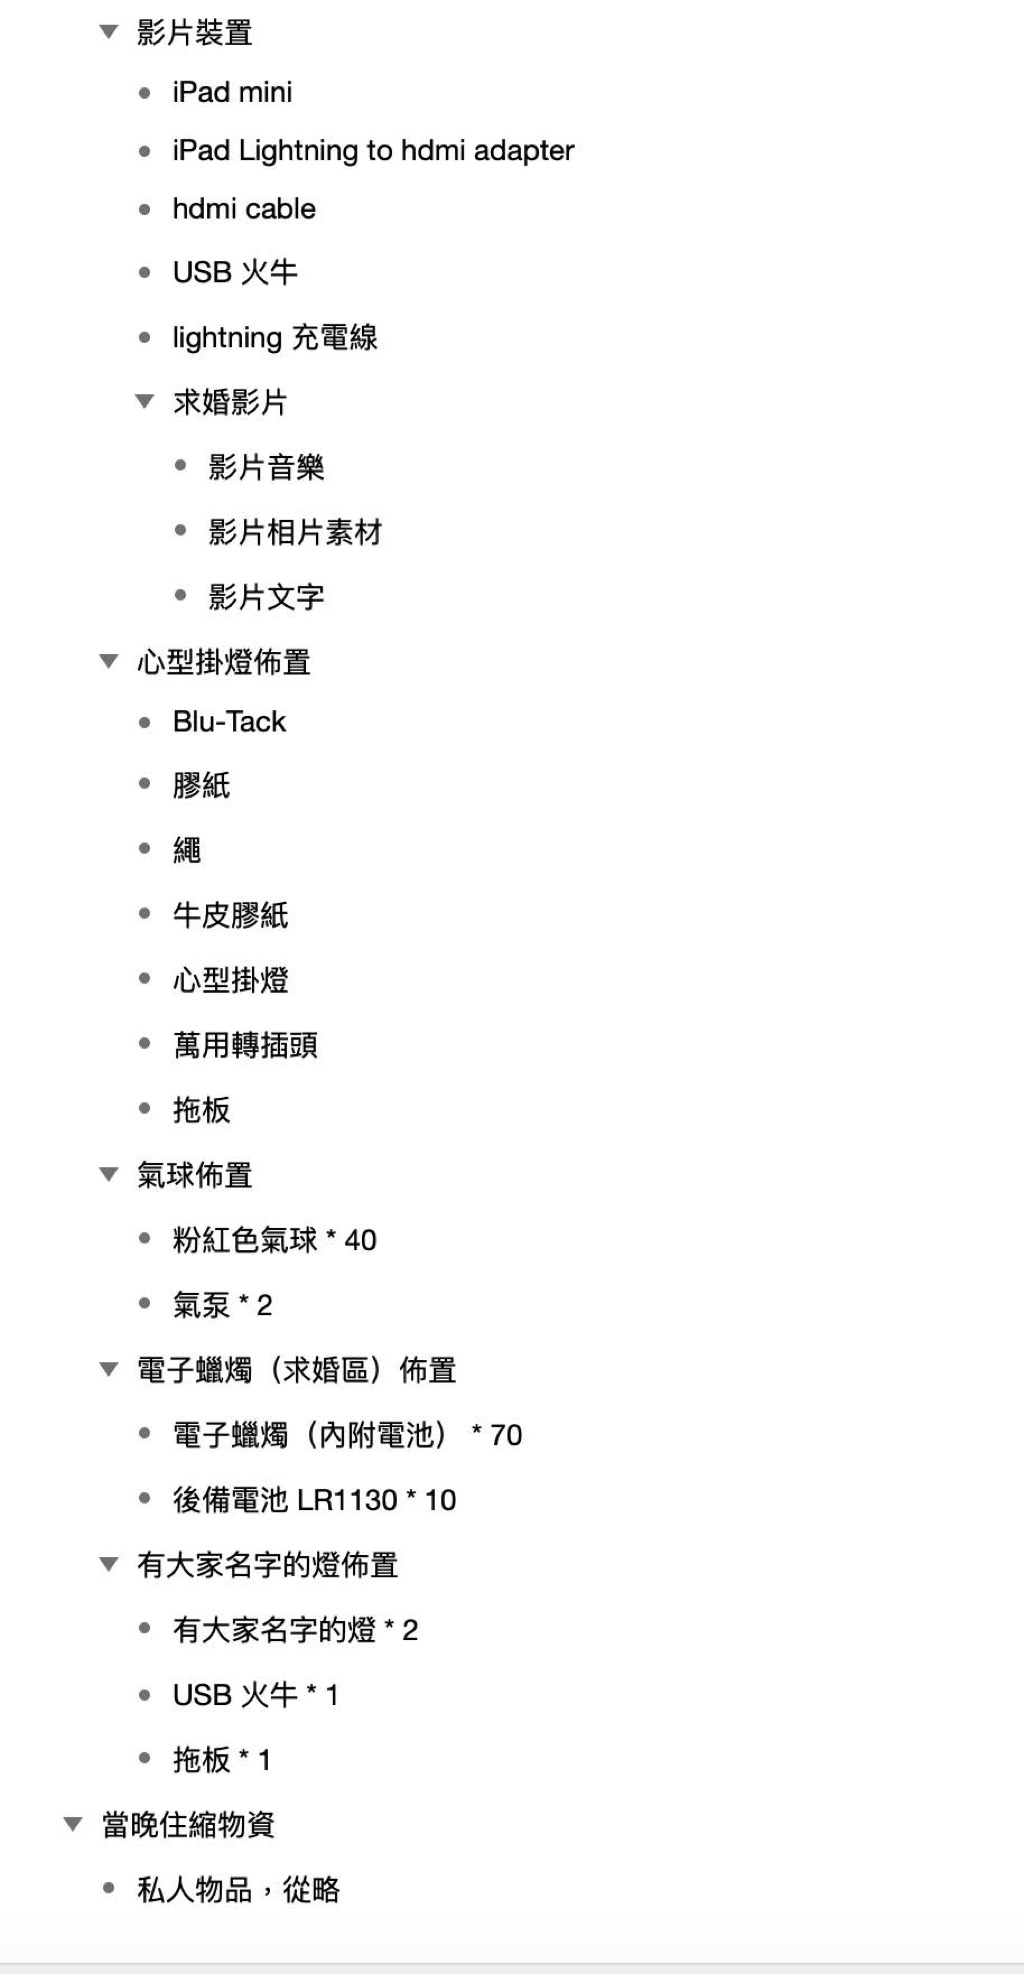 影片裝置
iPad mini
iPad Lightning to hdmi adapter
hdmi cable
USB 火牛
lightning 充電線
求婚影片
影片音樂
影片相片素材
影片文字
心型掛燈佈置
Blu-Tack
膠紙
繩
牛皮膠紙
心型掛燈
萬用轉插頭
拖板
氣球佈置
粉紅色氣球 * 40
氣泵 * 2
電子蠟燭（求婚區）佈置
電子蠟燭（內附電池） * 70
後備電池 LR1130 * 10
有大家名字的燈佈置
有大家名字的燈 * 2
USB 火牛 * 1
拖板 * 1
當晚住縮物資
私人物品，從略